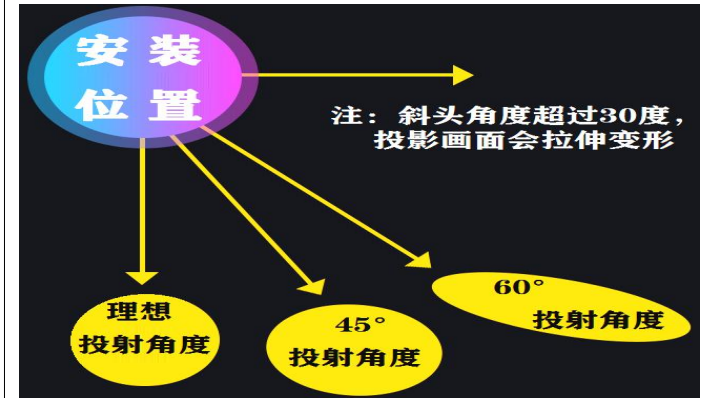 安装
位置
注：斜头角度超过30度，
投影画面会拉伸变形
理想
投射角度
45°
投射角度
60°
投射角度